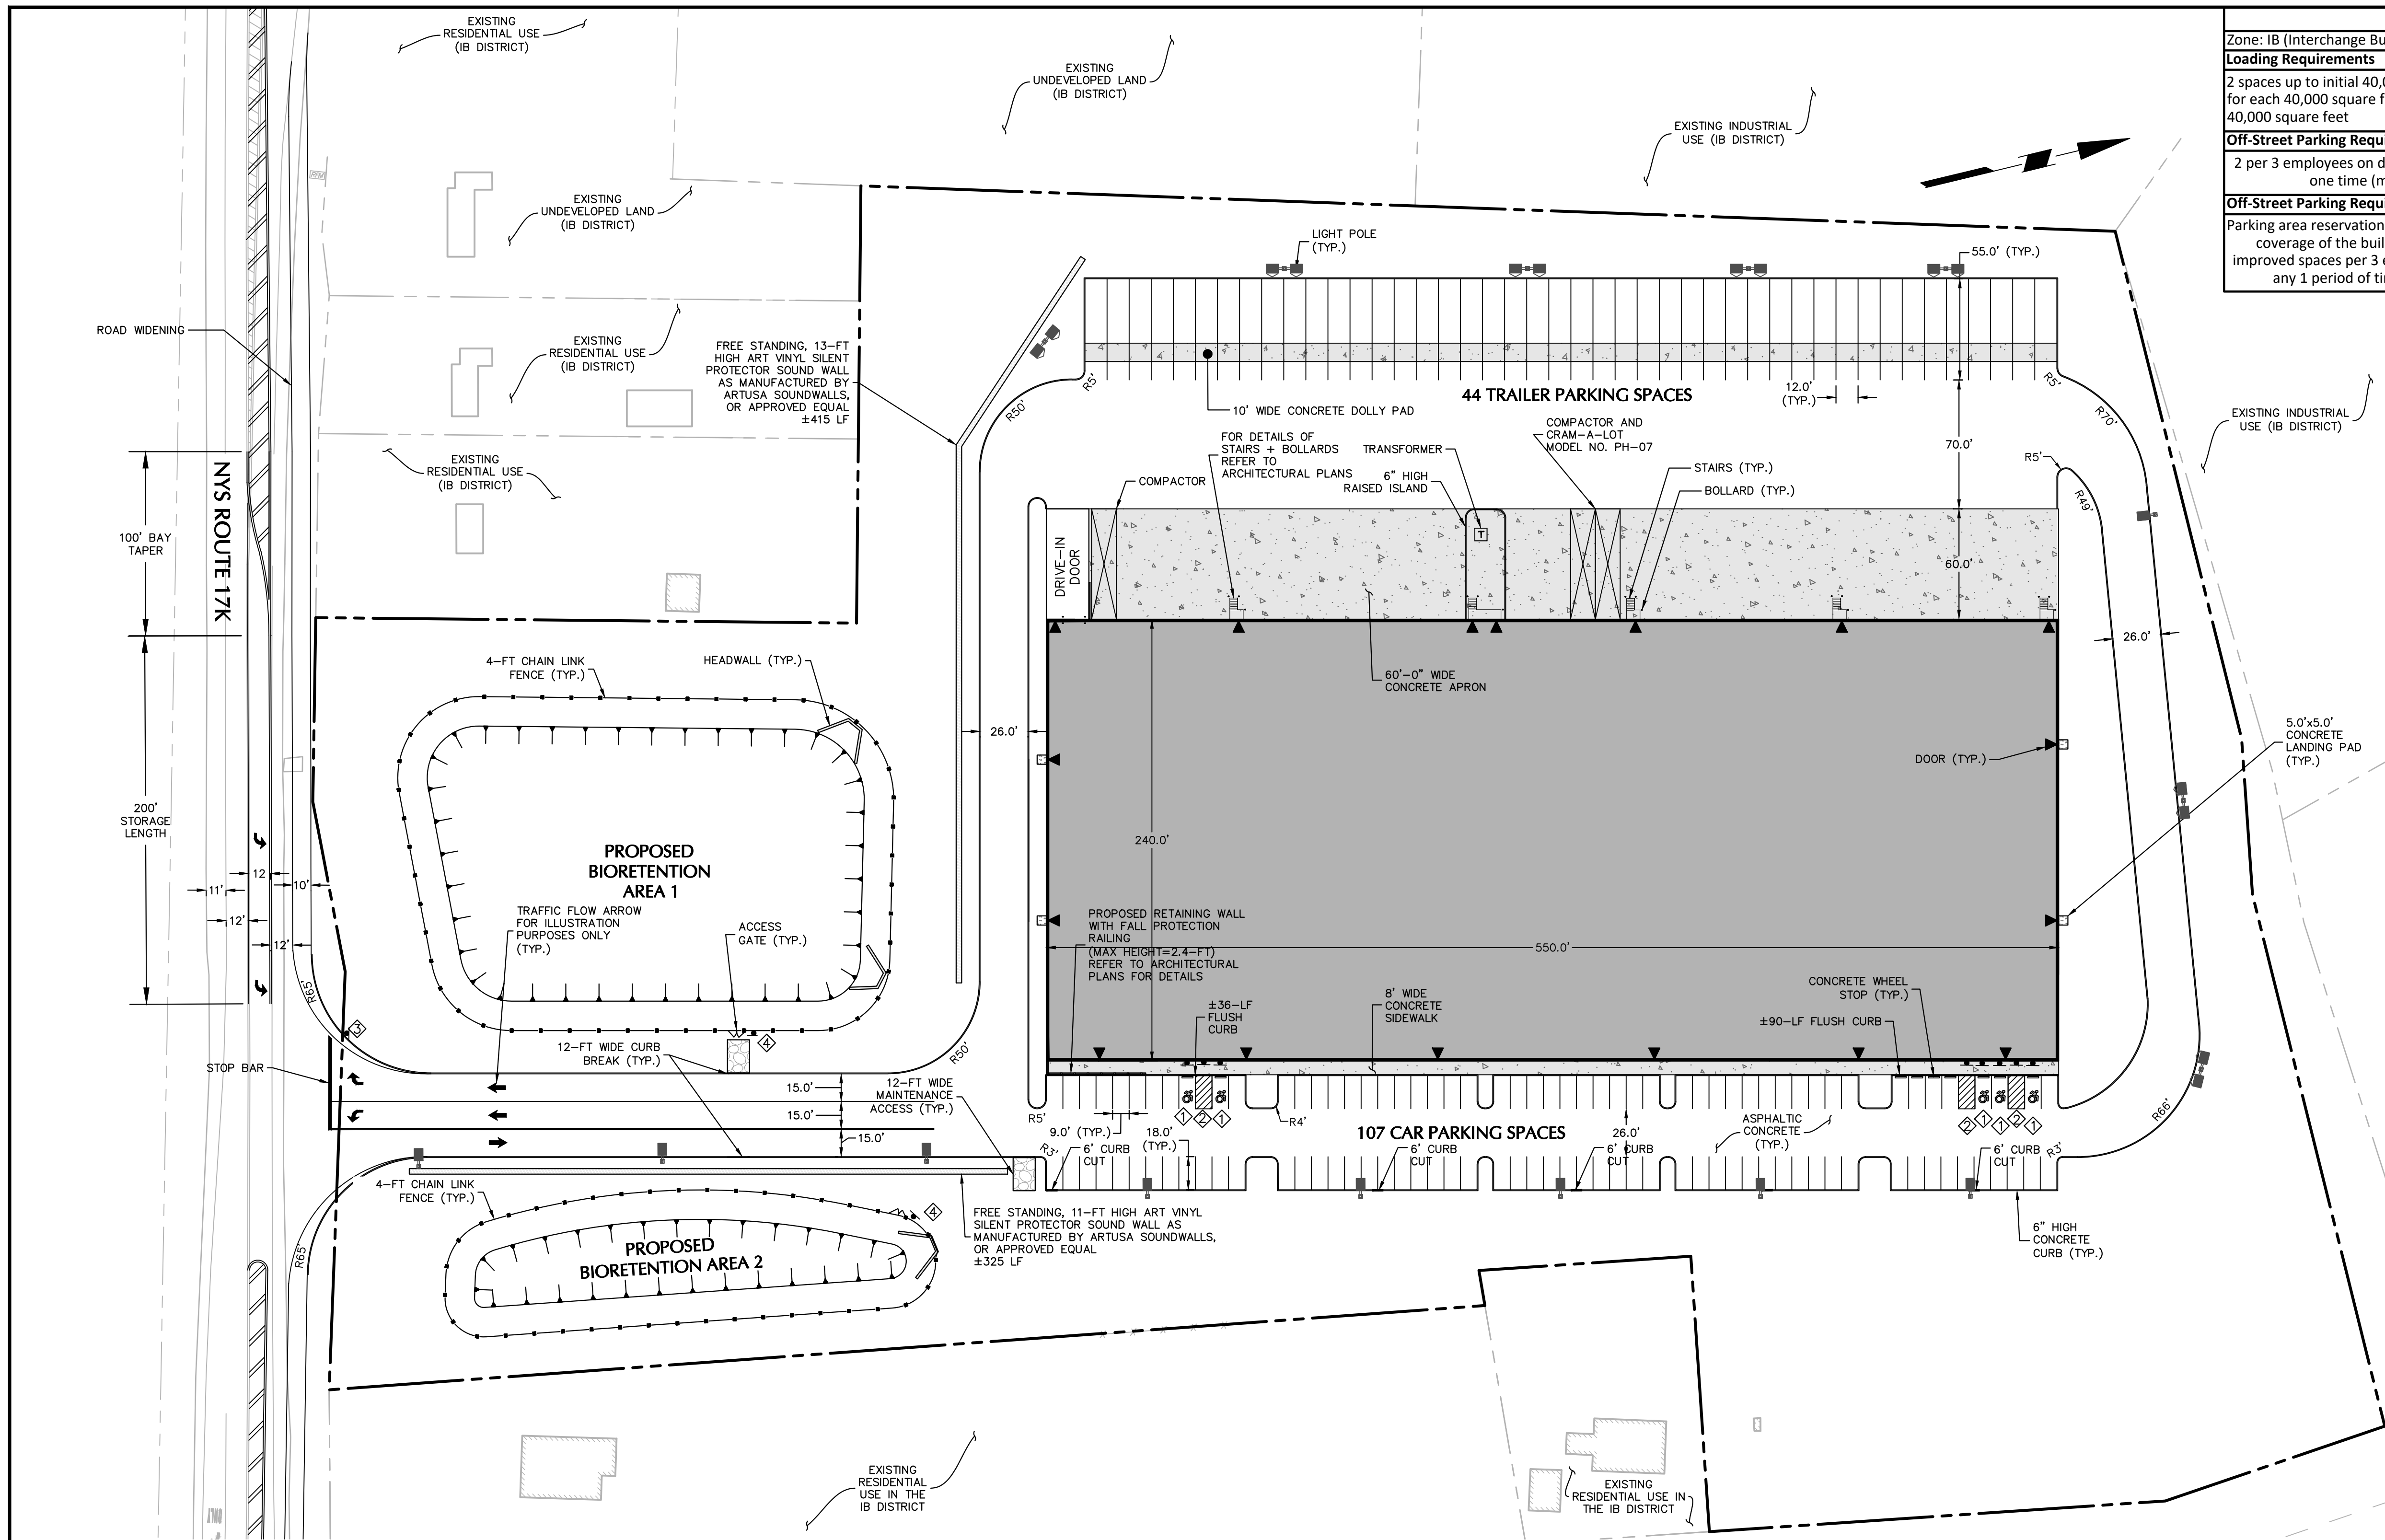 EXISTING
RESIDENTIAL USE
(IB DISTRICT)
EXISTING
UNDEVELOPED LAND
(IB DISTRICT)
EXISTING INDUSTRIAL
USE (IB DISTRICT)
Zone: IB (Interchange Bu
Loading Requirements
2 spaces up to initial 40,0
for each 40,000 square f
40,000 square feet
Off-Street Parking Requi
2 per 3 employees on d
one time (m
Off-Street Parking Requi
Parking area reservation
coverage of the buil
improved spaces per 3 e
any 1 period of ti
EXISTING
UNDEVELOPED LAND
(IB DISTRICT)
LIGHT POLE
(TYP.)
55.0' (TYP.)
ROAD WIDENING
EXISTING
RESIDENTIAL USE
(IB DISTRICT)
FREE STANDING, 13-FT
HIGH ART VINYL SILENT
PROTECTOR SOUND WALL
AS MANUFACTURED BY
ARTUSA SOUNDWALLS,
OR APPROVED EQUAL
±415 LF
R5'
R50'
10' WIDE CONCRETE DOLLY PAD
44 TRAILER PARKING SPACES
12.0'
(TYP.)
R5'
R70'
EXISTING INDUSTRIAL
USE (IB DISTRICT)
EXISTING
RESIDENTIAL USE
(IB DISTRICT)
NYS ROUTE 17K
100' BAY
TAPER
COMPACTOR
FOR DETAILS OF
STAIRS + BOLLARDS
REFER TO
ARCHITECTURAL PLANS
TRANSFORMER
6" HIGH
RAISED ISLAND
COMPACTOR AND
CRAM-A-LOT
MODEL NO. PH-07
STAIRS (TYP.)
BOLLARD (TYP.)
70.0'
R5'
R49'
DRIVE-IN
DOOR
T
60.0'
26.0'
4-FT CHAIN LINK
FENCE (TYP.)
HEADWALL (TYP.)
60'-0" WIDE
CONCRETE APRON
26.0'
DOOR (TYP.)
5.0'x5.0'
CONCRETE
LANDING PAD
(TYP.)
200'
STORAGE
LENGTH
240.0'
PROPOSED
BIORETENTION
AREA 1
11'
12
10'
12'
12'
TRAFFIC FLOW ARROW
FOR ILLUSTRATION
PURPOSES ONLY
(TYP.)
ACCESS
GATE (TYP.)
PROPOSED RETAINING WALL
WITH FALL PROTECTION
RAILING
(MAX HEIGHT=2.4-FT)
REFER TO ARCHITECTURAL
PLANS FOR DETAILS
550.0'
R65'
3
4
±36-LF
FLUSH
CURB
8' WIDE
CONCRETE
SIDEWALK
CONCRETE WHEEL
STOP (TYP.)
±90-LF FLUSH CURB
STOP BAR
12-FT WIDE CURB
BREAK (TYP.)
R50'
15.0'
15.0'
15.0'
12-FT WIDE
MAINTENANCE
ACCESS (TYP.)
R5'
9.0' (TYP.)
18.0'
(TYP.)
1
2
1
R4'
107 CAR PARKING SPACES
26.0'
ASPHALTIC
CONCRETE
(TYP.)
2
1
1
2
1
R66'
R3'
6' CURB
CUT
6' CURB
CUT
6' CURB
CUT
6' CURB
CUT
R3'
4-FT CHAIN LINK
FENCE (TYP.)
4
R65'
PROPOSED
BIORETENTION AREA 2
FREE STANDING, 11-FT HIGH ART VINYL
SILENT PROTECTOR SOUND WALL AS
MANUFACTURED BY ARTUSA SOUNDWALLS,
OR APPROVED EQUAL
±325 LF
6" HIGH
CONCRETE
CURB (TYP.)
EXISTING
RESIDENTIAL
USE IN THE
IB DISTRICT
EXISTING
RESIDENTIAL USE IN
THE IB DISTRICT
ONLY